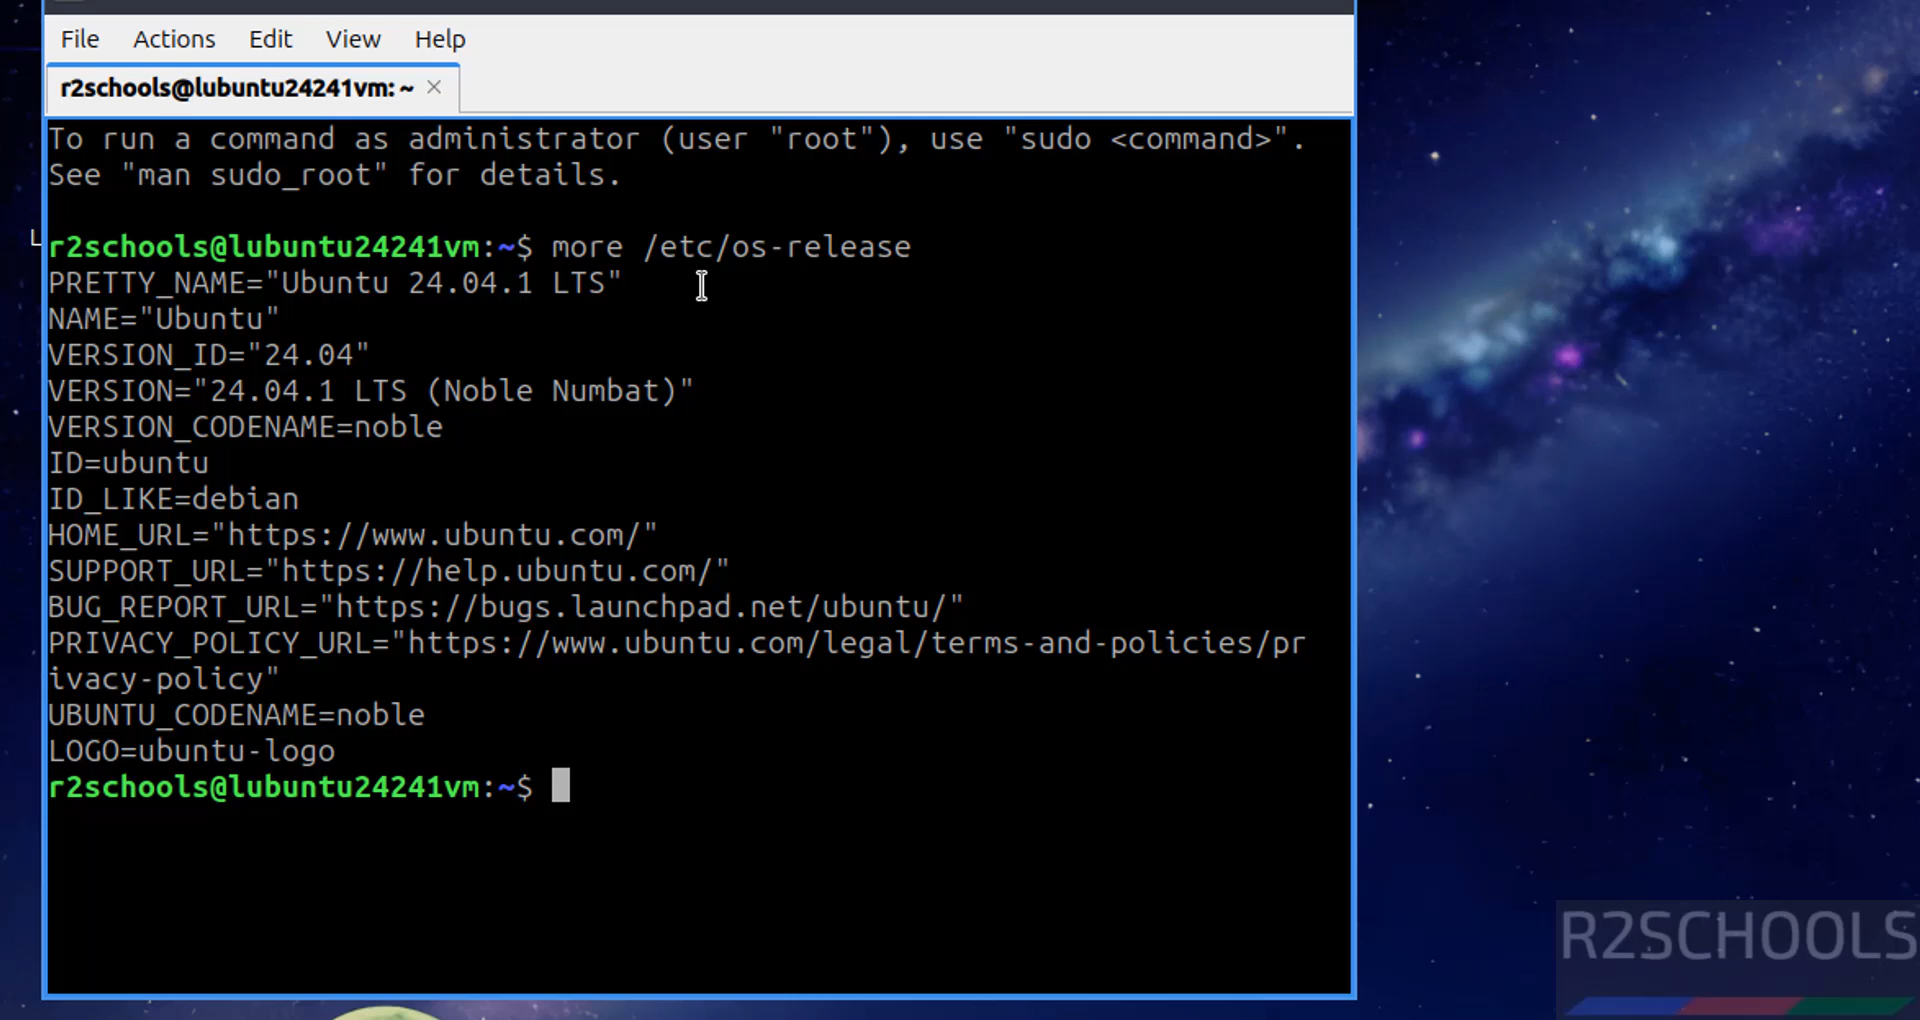 File Actions Edit View Help
r2schools@lubuntu24241vm: ~ ×
To run a command as administrator (user "root"), use "sudo <command>".
See "man sudo_root" for details.
r2schools@lubuntu24241vm:~$ more /etc/os-release
PRETTY_NAME="Ubuntu 24.04.1 LTS"
NAME="Ubuntu"
VERSION_ID="24.04"
VERSION="24.04.1 LTS (Noble Numbat)"
VERSION_CODENAME=noble
ID=ubuntu
ID_LIKE=debian
HOME_URL="https://www.ubuntu.com/"
SUPPORT_URL="https://help.ubuntu.com/"
BUG_REPORT_URL="https://bugs.launchpad.net/ubuntu/"
PRIVACY_POLICY_URL="https://www.ubuntu.com/legal/terms-and-policies/pr
ivacy-policy"
UBUNTU_CODENAME=noble
LOGO=ubuntu-logo
r2schools@lubuntu24241vm:~$
R2SCHOOLS